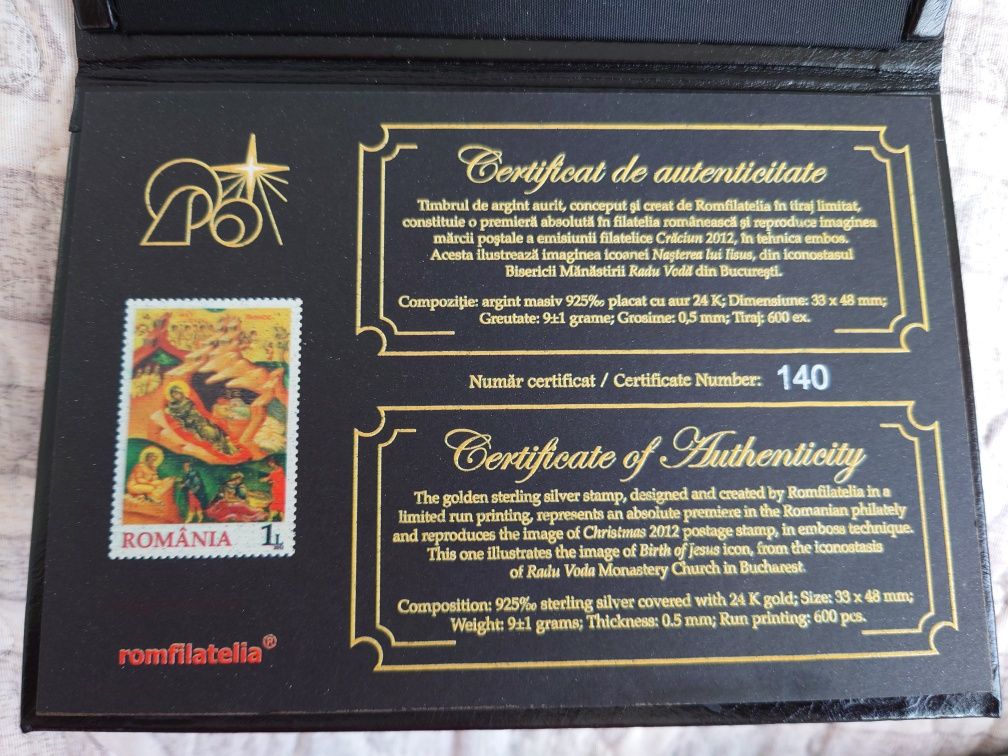 Certificat de autenticitate
Timbrul de argint aurit, conceput și creat de Romfilatelia în tiraj limitat,
constituie o premieră absolută în filatelia românească și reproduce imaginea
mărcii poștale a emisiunii filatelice Crăciun 2012, în tehnica embos.
Acesta ilustrează imaginea icoanei Nașterea lui Iisus, din iconostasul
Bisericii Mănăstirii Radu Vodă din București.
Compoziție: argint masiv 925‰ placat cu aur 24 K; Dimensiune: 33 x 48 mm;
Greutate: 9±1 grame; Grosime: 0,5 mm; Tiraj: 600 ex.
Număr certificat / Certificate Number: 140
Certificate of Authenticity
The golden sterling silver stamp, designed and created by Romfilatelia in a
limited run printing, represents an absolute premiere in the Romanian philately
and reproduces the image of Christmas 2012 postage stamp, in emboss technique.
This one illustrates the image of Birth of Jesus icon, from the iconostasis
of Radu Voda Monastery Church in Bucharest.
Composition: 925‰ sterling silver covered with 24 K gold; Size: 33 x 48 mm;
Weight: 9±1 grams; Thickness: 0.5 mm; Run printing: 600 pcs.
ROMÂNIA 1L
romfilatelia®